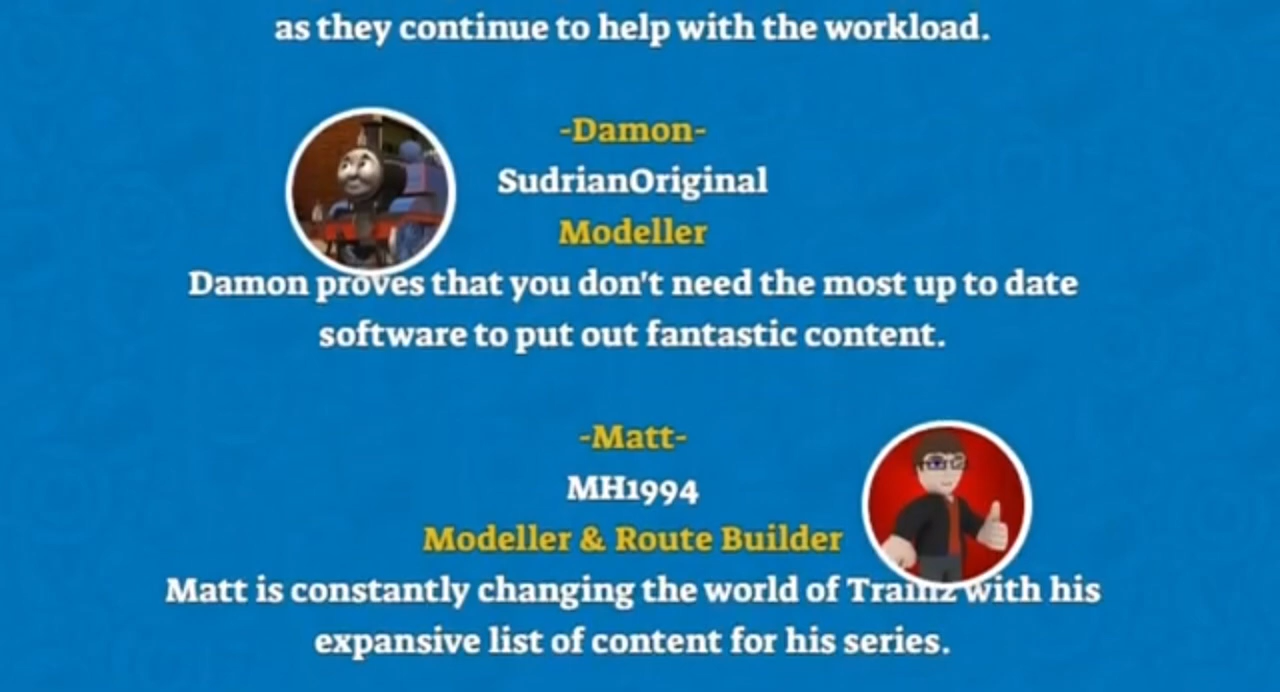 as they continue to help with the workload.
-Damon-
SudrianOriginal
Modeller
Damon proves that you don't need the most up to date
software to put out fantastic content.
-Matt-
MH1994
Modeller & Route Builder
Matt is constantly changing the world of Trainz with his
expansive list of content for his series.